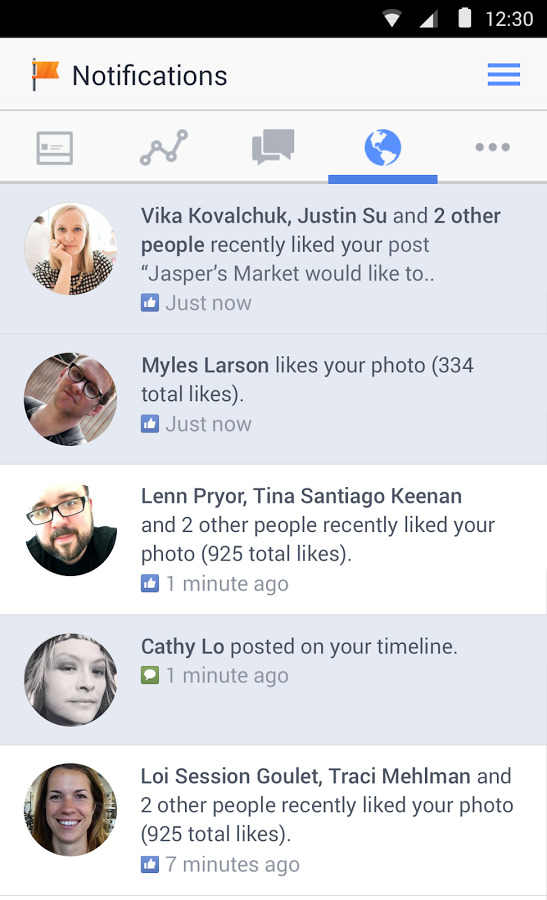 12:30
Notifications
Vika Kovalchuk, Justin Su and 2 other
people recently liked your post
“Jasper’s Market would like to..
Just now
Myles Larson likes your photo (334
total likes).
Just now
Lenn Pryor, Tina Santiago Keenan
and 2 other people recently liked your
photo (925 total likes).
1 minute ago
Cathy Lo posted on your timeline.
1 minute ago
Loi Session Goulet, Traci Mehlman and
2 other people recently liked your photo
(925 total likes).
7 minutes ago